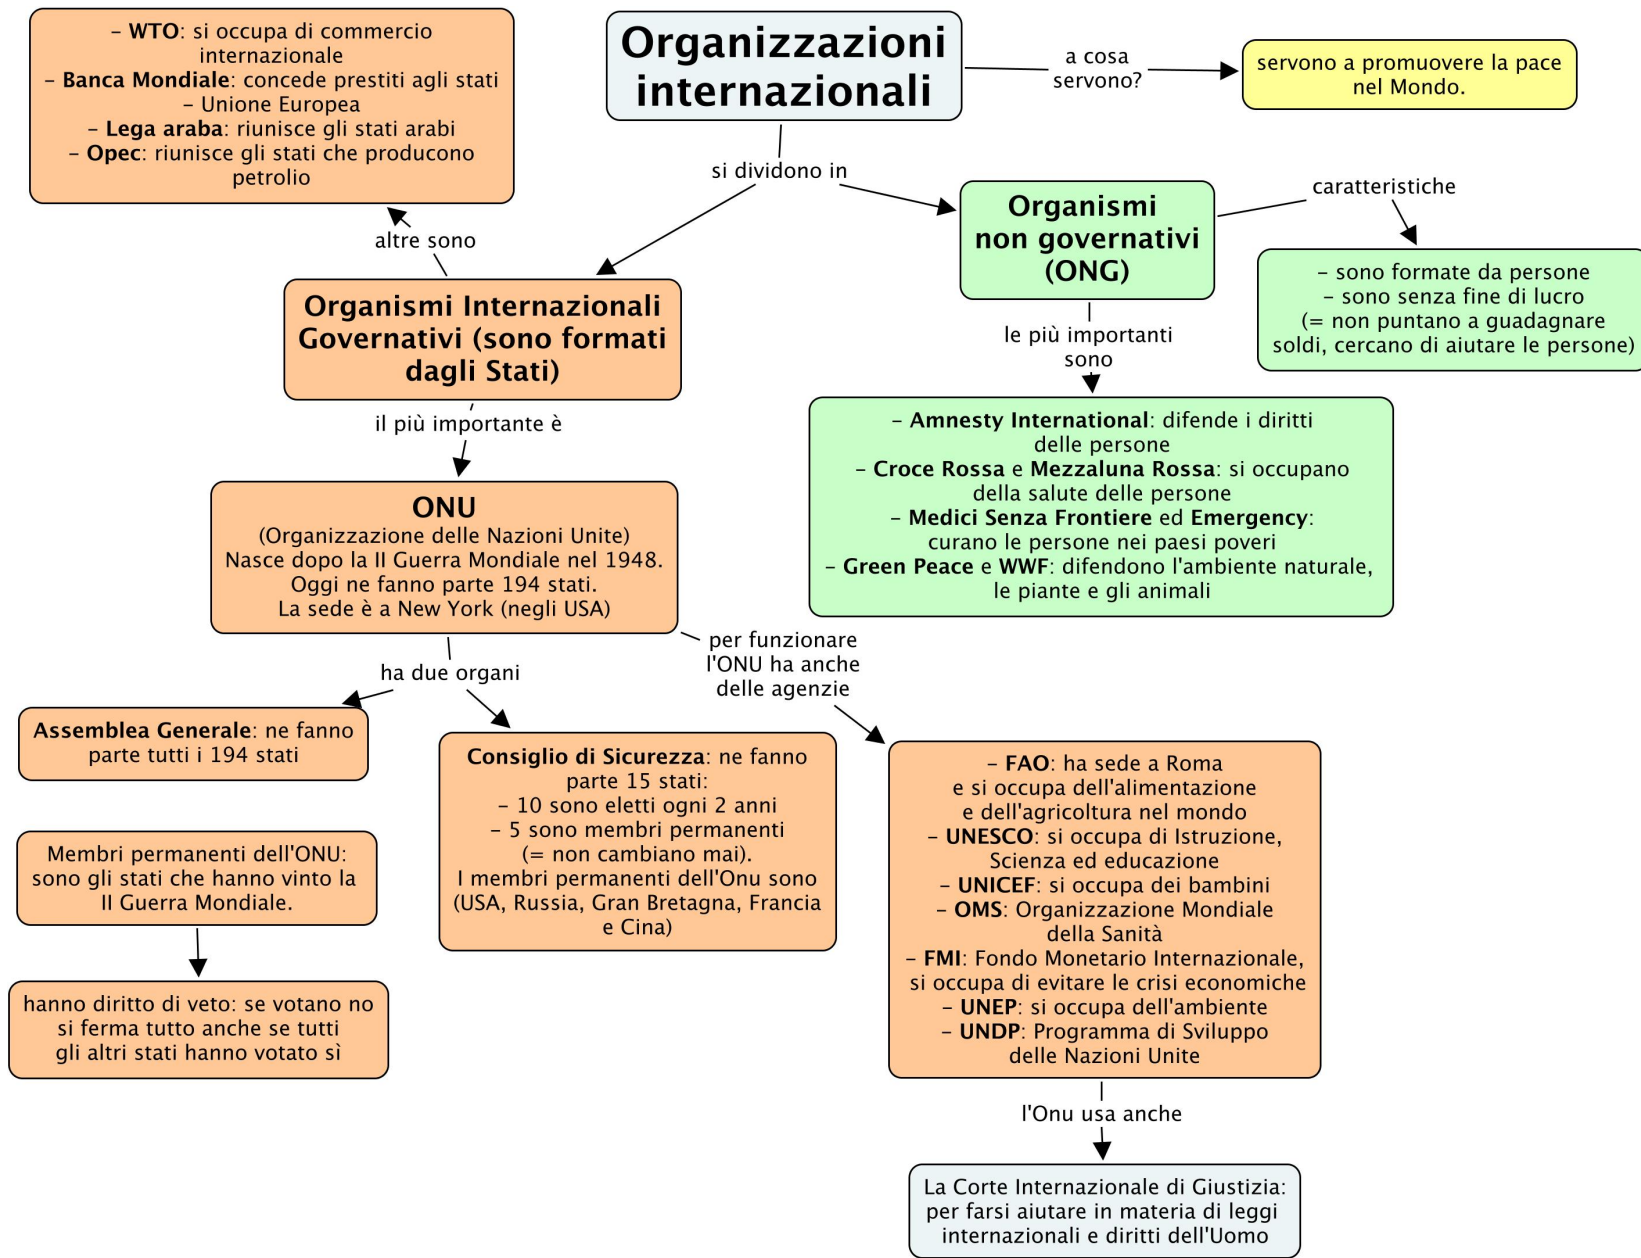 Organizzazioni
internazionali
a cosa
servono?
servono a promuovere la pace
nel Mondo.
si dividono in
– WTO: si occupa di commercio
internazionale
– Banca Mondiale: concede prestiti agli stati
– Unione Europea
– Lega araba: riunisce gli stati arabi
– Opec: riunisce gli stati che producono
petrolio
altre sono
Organismi Internazionali
Governativi (sono formati
dagli Stati)
Organismi
non governativi
(ONG)
caratteristiche
– sono formate da persone
– sono senza fine di lucro
(= non puntano a guadagnare
soldi, cercano di aiutare le persone)
le più importanti
sono
– Amnesty International: difende i diritti
delle persone
– Croce Rossa e Mezzaluna Rossa: si occupano
della salute delle persone
– Medici Senza Frontiere ed Emergency:
curano le persone nei paesi poveri
– Green Peace e WWF: difendono l'ambiente naturale,
le piante e gli animali
il più importante è
ONU
(Organizzazione delle Nazioni Unite)
Nasce dopo la II Guerra Mondiale nel 1948.
Oggi ne fanno parte 194 stati.
La sede è a New York (negli USA)
ha due organi
per funzionare
l'ONU ha anche
delle agenzie
Assemblea Generale: ne fanno
parte tutti i 194 stati
Consiglio di Sicurezza: ne fanno
parte 15 stati:
– 10 sono eletti ogni 2 anni
– 5 sono membri permanenti
(= non cambiano mai).
I membri permanenti dell'Onu sono
(USA, Russia, Gran Bretagna, Francia
e Cina)
Membri permanenti dell'ONU:
sono gli stati che hanno vinto la
II Guerra Mondiale.
hanno diritto di veto: se votano no
si ferma tutto anche se tutti
gli altri stati hanno votato sì
– FAO: ha sede a Roma
e si occupa dell'alimentazione
e dell'agricoltura nel mondo
– UNESCO: si occupa di Istruzione,
Scienza ed educazione
– UNICEF: si occupa dei bambini
– OMS: Organizzazione Mondiale
della Sanità
– FMI: Fondo Monetario Internazionale,
si occupa di evitare le crisi economiche
– UNEP: si occupa dell'ambiente
– UNDP: Programma di Sviluppo
delle Nazioni Unite
l'Onu usa anche
La Corte Internazionale di Giustizia:
per farsi aiutare in materia di leggi
internazionali e diritti dell'Uomo